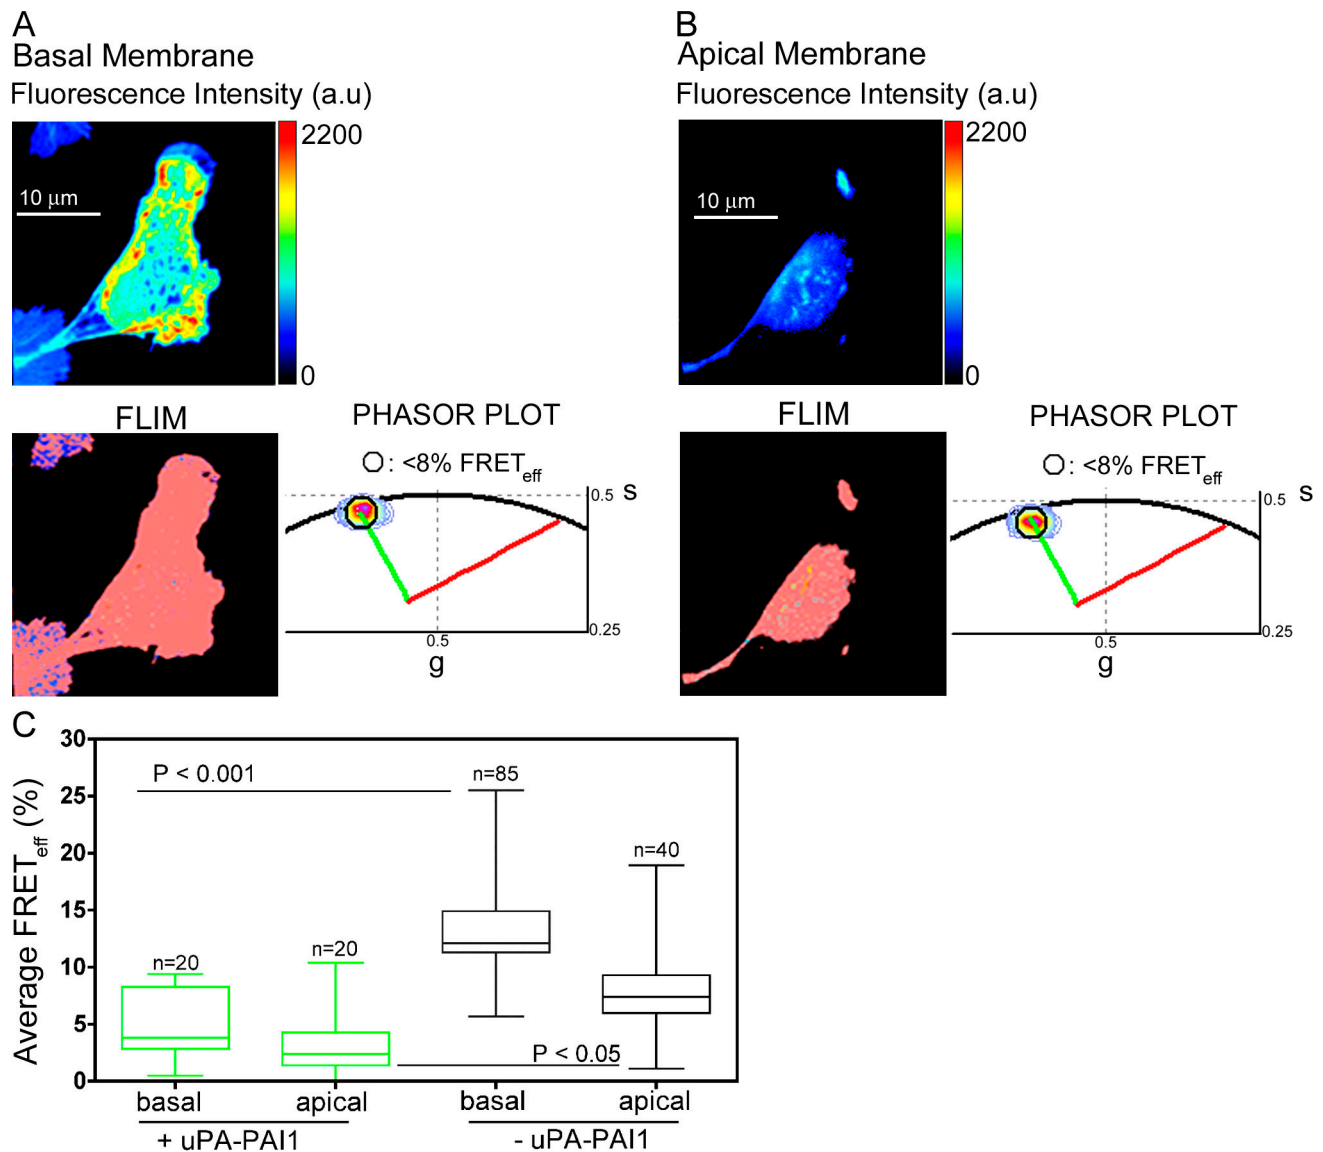 A
Basal Membrane
Fluorescence Intensity (a.u)
2200
10 μm
0
FLIM
PHASOR PLOT
: <8% FRETeff
0.5 s
0.5
0.25
g
B
Apical Membrane
Fluorescence Intensity (a.u)
2200
10 μm
0
FLIM
PHASOR PLOT
: <8% FRETeff
0.5 s
0.5
0.25
g
C
Average FRETeff (%)
30
25
20
15
10
5
0
P < 0.001
n=85
n=40
n=20
n=20
P < 0.05
basal apical basal apical
+ uPA-PAI1 - uPA-PAI1